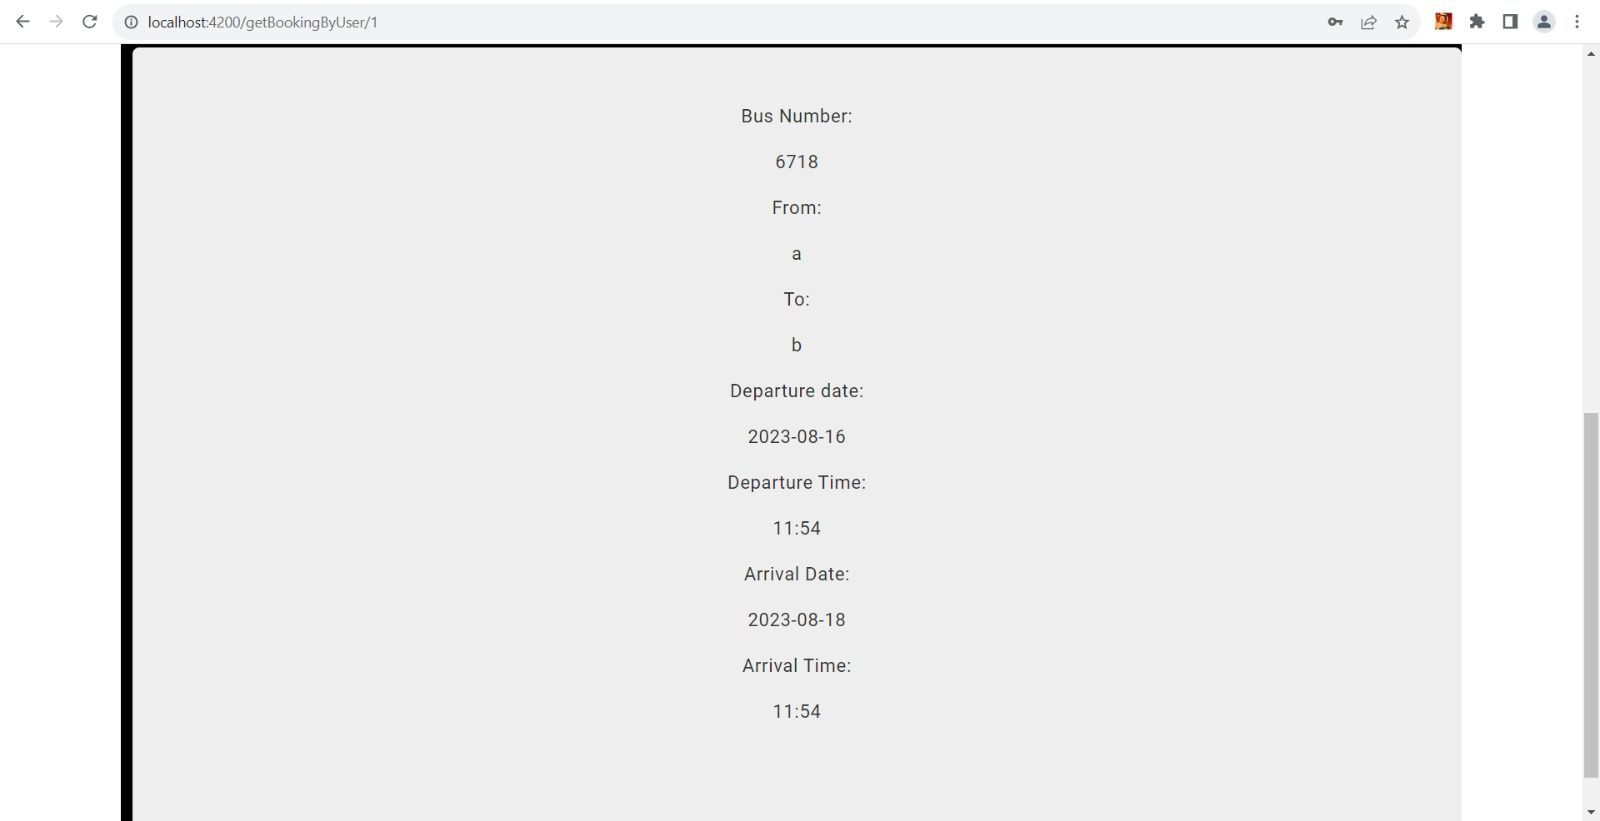 localhost:4200/getBookingByUser/1
Bus Number:
6718
From:
a
To:
b
Departure date:
2023-08-16
Departure Time:
11:54
Arrival Date:
2023-08-18
Arrival Time:
11:54